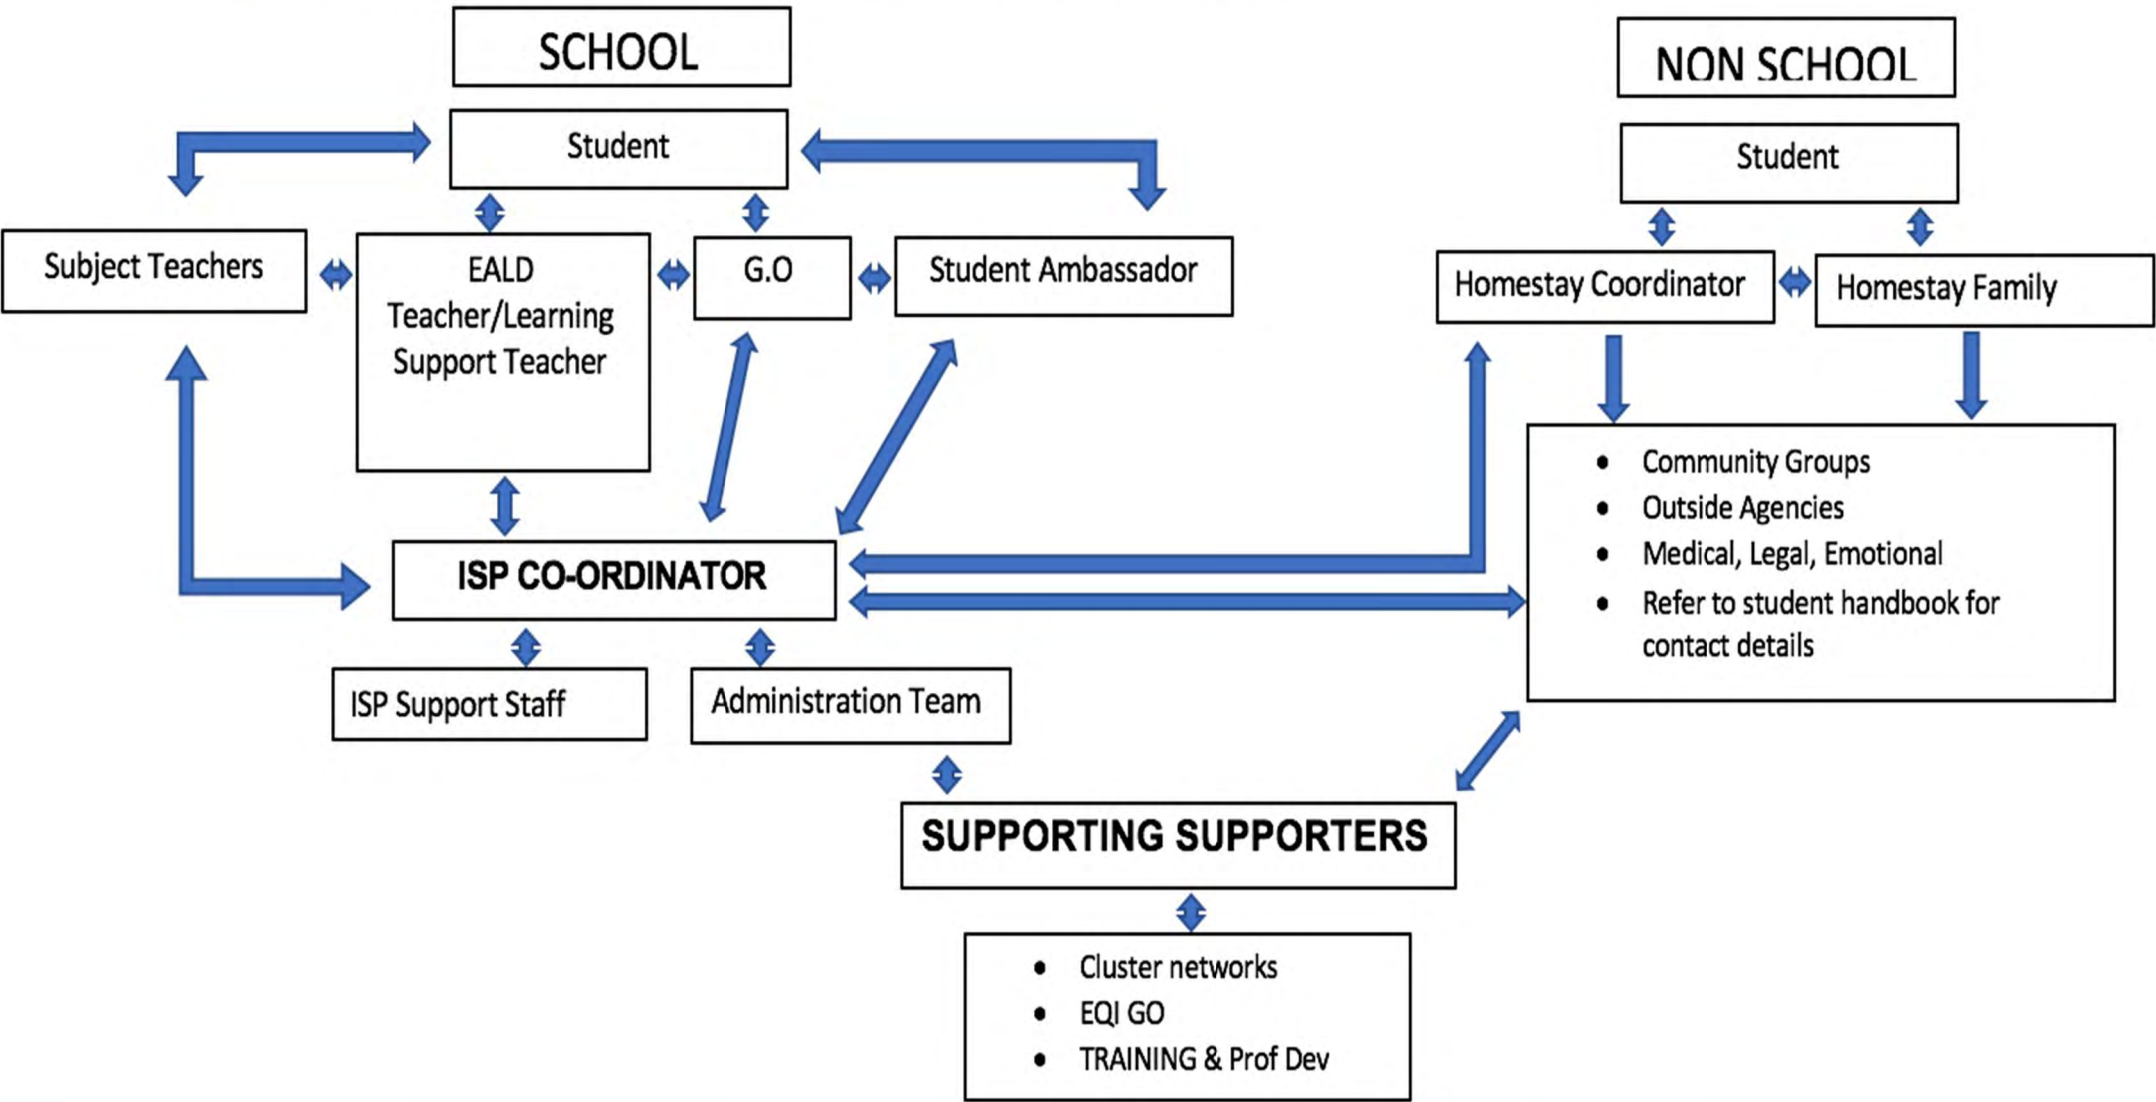 SCHOOL
NON SCHOOL
Student
Student
Subject Teachers
EALD
Teacher/Learning
Support Teacher
G.O
Student Ambassador
Homestay Coordinator
Homestay Family
• Community Groups
• Outside Agencies
• Medical, Legal, Emotional
• Refer to student handbook for
contact details
ISP CO-ORDINATOR
ISP Support Staff
Administration Team
SUPPORTING SUPPORTERS
• Cluster networks
• EQI GO
• TRAINING & Prof Dev